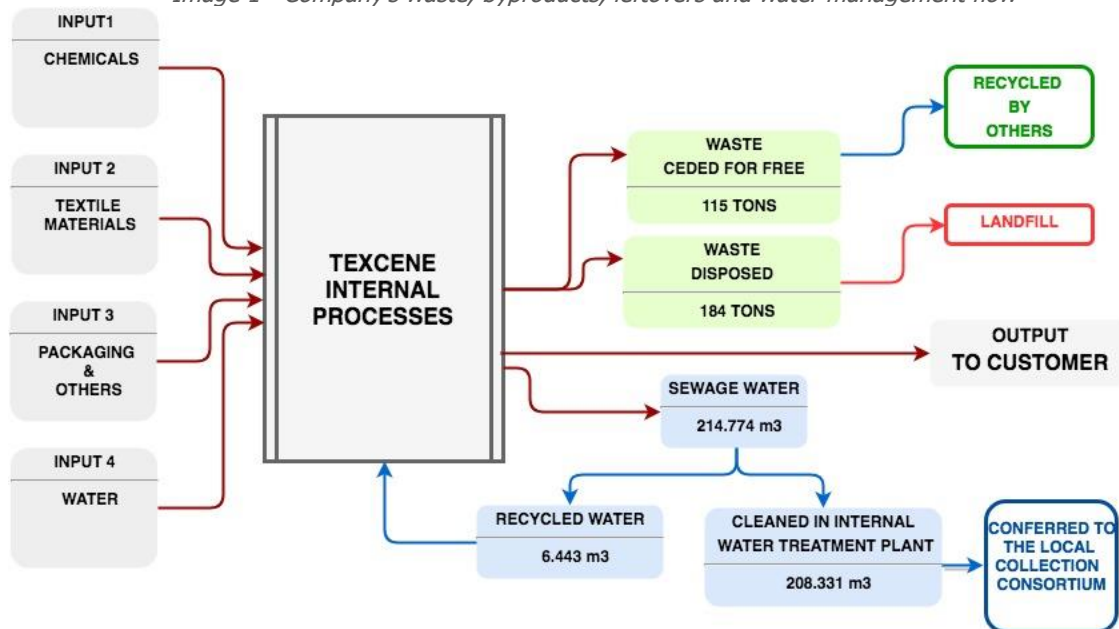 Image 1 - Company's waste, byproducts, leftovers and water management flow
INPUT1
CHEMICALS
INPUT 2
TEXTILE
MATERIALS
INPUT 3
PACKAGING
&
OTHERS
INPUT 4
WATER
TEXCENE
INTERNAL
PROCESSES
WASTE
CEDED FOR FREE
115 TONS
WASTE
DISPOSED
184 TONS
RECYCLED
BY
OTHERS
LANDFILL
OUTPUT
TO CUSTOMER
SEWAGE WATER
214.774 m3
RECYCLED WATER
6.443 m3
CLEANED IN INTERNAL
WATER TREATMENT PLANT
208.331 m3
CONFERRED TO
THE LOCAL
COLLECTION
CONSORTIUM